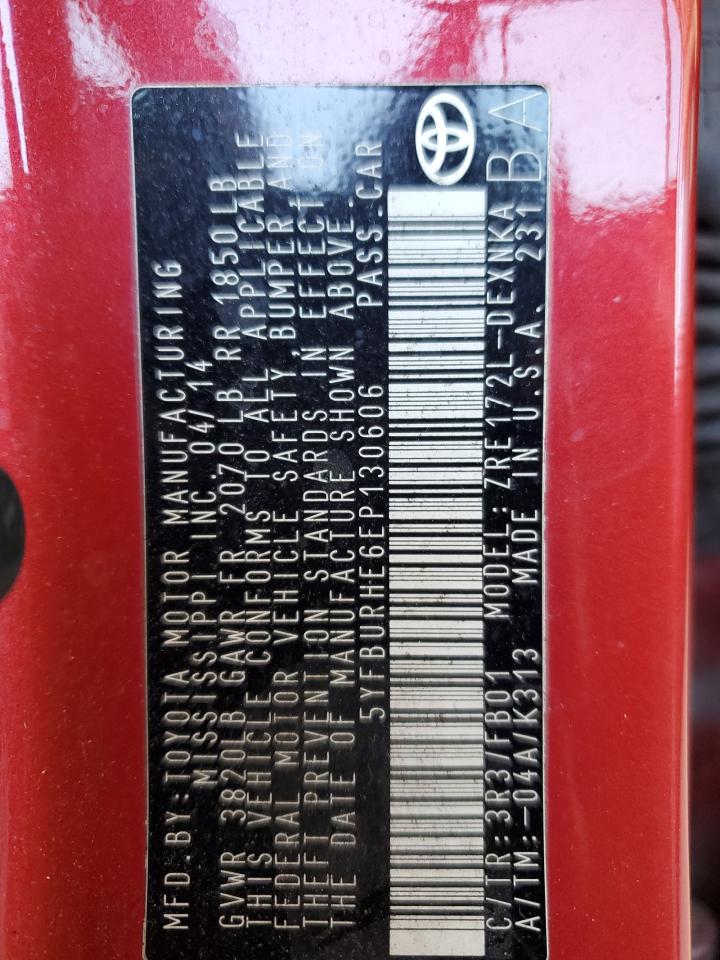 MFD.BY:TOYOTA MOTOR MANUFACTURING
MISSISSIPPI INC. 04/14
GVWR 3820LB GAWR FR 2070LB RR 1850LB
THIS VEHICLE CONFORMS TO ALL APPLICABLE
FEDERAL MOTOR VEHICLE SAFETY, BUMPER AND
THEFT PREVENTION STANDARDS IN EFFECT ON
THE DATE OF MANUFACTURE SHOWN ABOVE.
5YFBURHE6EP130606 PASS.CAR
C/TR:3R3/FB01 MODEL:ZRE172L-DEXNKA
A/TM:-04A/K313 MADE IN U.S.A. 231
BA